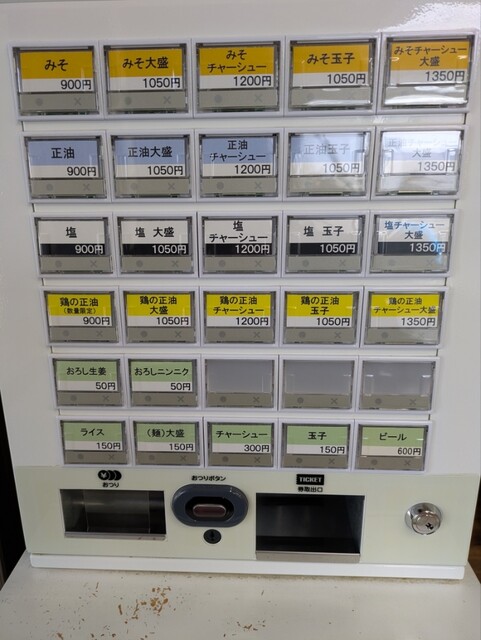 みそ
900円
みそ大盛
1050円
みそ
チャーシュー
1200円
みそ玉子
1050円
みそチャーシュー
大盛
1350円
正油
900円
正油大盛
1050円
正油
チャーシュー
1200円
正油玉子
1050円
正油チャーシュー
大盛
1350円
塩
900円
塩 大盛
1050円
塩
チャーシュー
1200円
塩 玉子
1050円
塩チャーシュー
大盛
1350円
鶏の正油
(数量限定)
900円
鶏の正油
大盛
1050円
鶏の正油
チャーシュー
1200円
鶏の正油
玉子
1050円
鶏の正油
チャーシュー大盛
1350円
おろし生姜
50円
おろしニンニク
50円
ライス
150円
(麺)大盛
150円
チャーシュー
300円
玉子
150円
ビール
600円
おつり
おつりボタン
TICKET
券取出口